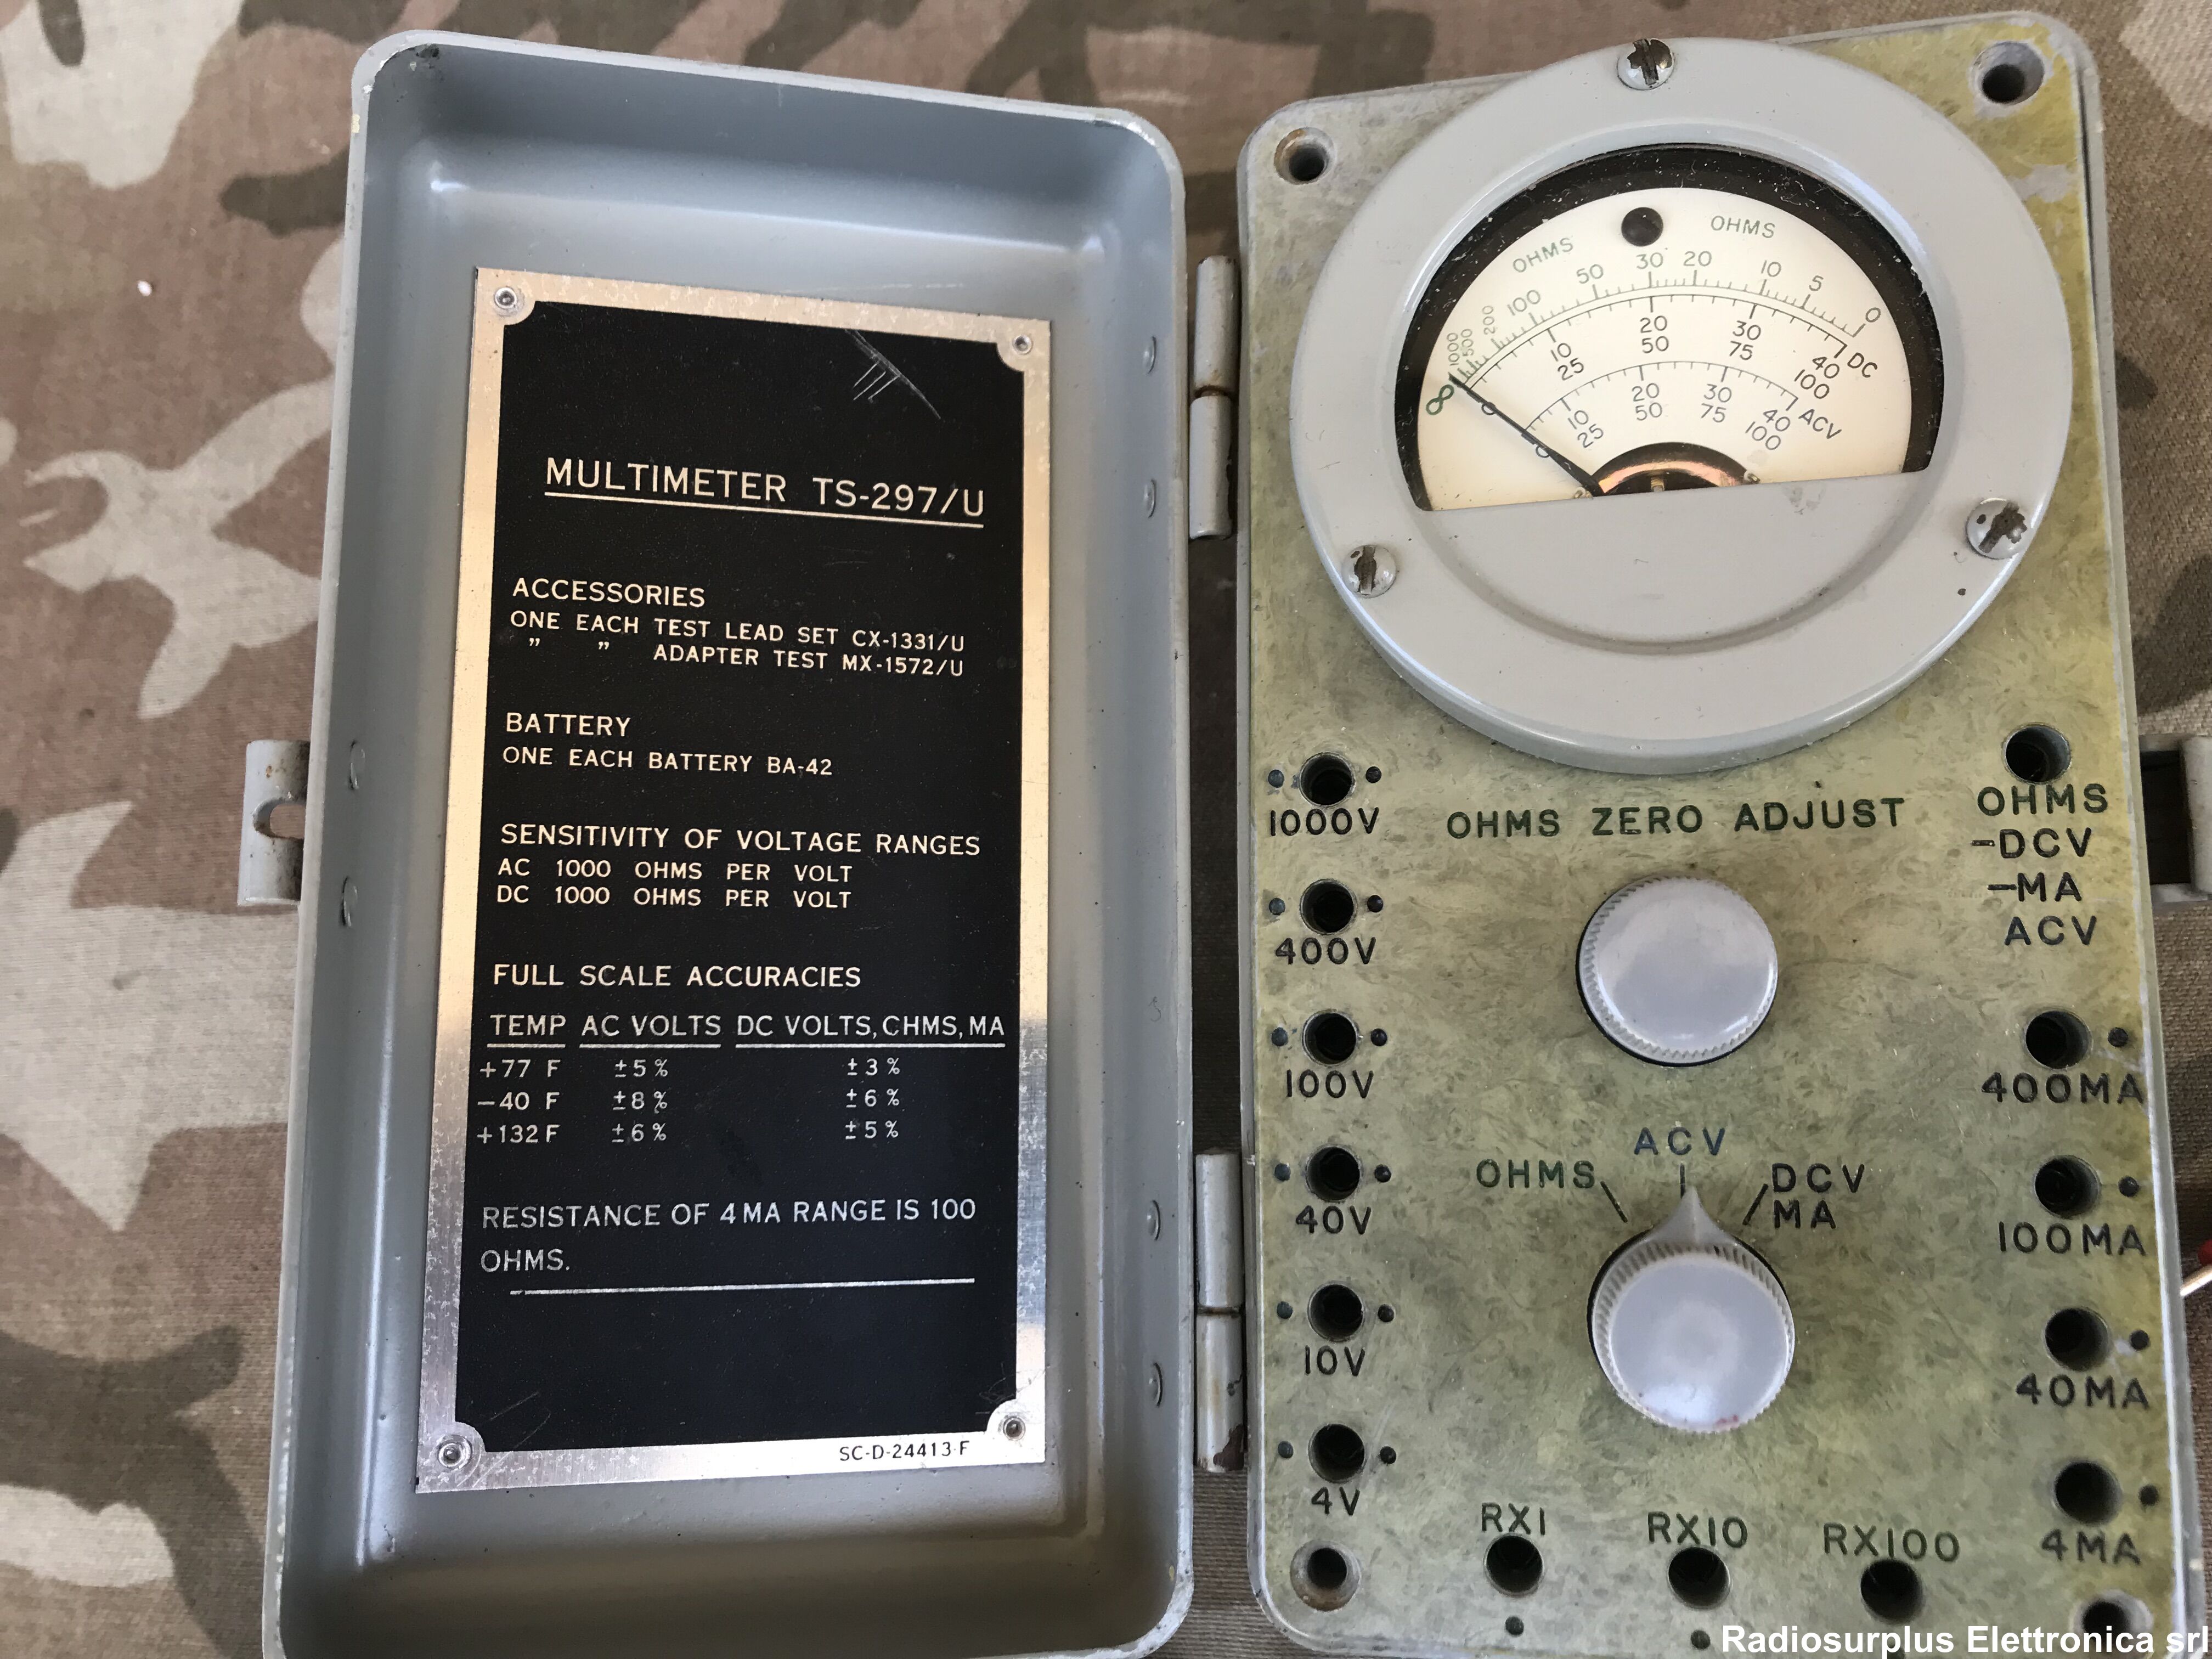 MULTIMETER TS-297/U
ACCESSORIES
ONE EACH TEST LEAD SET CX-1331/U
" " ADAPTER TEST MX-1572/U
BATTERY
ONE EACH BATTERY BA-42
SENSITIVITY OF VOLTAGE RANGES
AC 1000 OHMS PER VOLT
DC 1000 OHMS PER VOLT
FULL SCALE ACCURACIES
TEMP AC VOLTS DC VOLTS, CHMS, MA
+77 F ±5% ±3%
-40 F ±8% ±6%
+132 F ±6% ±5%
RESISTANCE OF 4 MA RANGE IS 100
OHMS.
SC-D-24413-F
OHMS OHMS
∞ 1000 500 200 100 50 30 20 10 5 0
0 10 20 30 40 DC
25 50 75 100
0 10 20 30 40 ACV
25 50 75 100
1000V
400V
100V
40V
10V
4V
OHMS ZERO ADJUST
OHMS
-DCV
-MA
ACV
OHMS ACV DCV
MA
400MA
100MA
40MA
4MA
RX1 RX10 RX100
Radiosurplus Elettronica srl